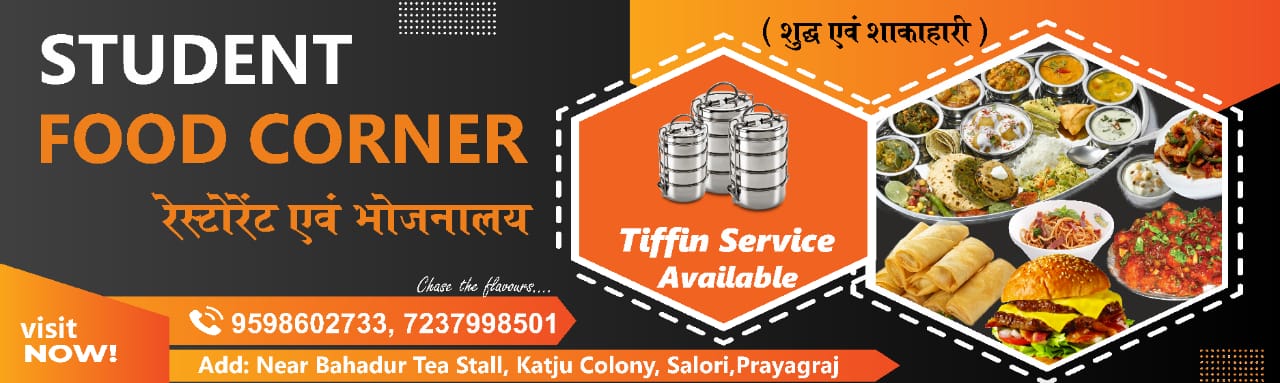 STUDENT
FOOD CORNER
रेस्टोरेंट एवं भोजनालय
( शुद्ध एवं शाकाहारी )
Tiffin Service
Available
Chase the flavours....
visit
NOW!
9598602733, 7237998501
Add: Near Bahadur Tea Stall, Katju Colony, Salori,Prayagraj